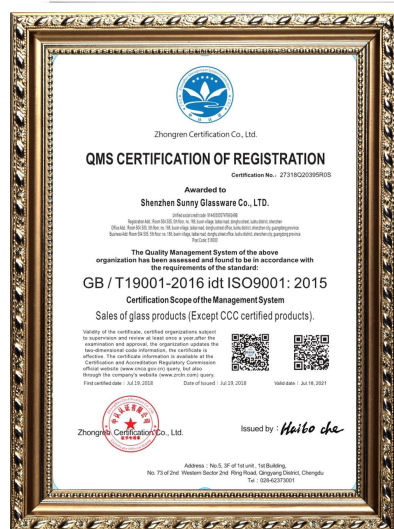 Zhongren Certification Co., Ltd.
QMS CERTIFICATION OF REGISTRATION
Certification No.: 27318Q20395R0S
Awarded to
Shenzhen Sunny Glassware Co., LTD.
The Quality Management System of the above
organization has been assessed and found to be in accordance with
the requirements of the standard:
GB / T19001-2016 idt ISO9001: 2015
Certification Scope of the Management System
Sales of glass products (Except CCC certified products).
Validity of the certificate, certified organizations subject
to supervision and review at least once a year,after the
examination and approval, the organization updates the
two-dimensional code information, the certificate is
effective. The certificate information is available at the
Certification and Accreditation Regulatory Commission
official website (www.cnca.gov.cn) query, but also
through the company's website (www.zrcln.com) query.
First certified date : Jul.19, 2018 Date of issued : Jul.19, 2018 Valid date : Jul.18, 2021
Zhongren Certification Co., Ltd. Issued by : Haibo che
Address : No.5, 3F of 1st unit , 1st Building,
No. 73 of 2nd Western Sector 2nd Ring Road, Qingyang District, Chengdu
Tel : 028-62373001